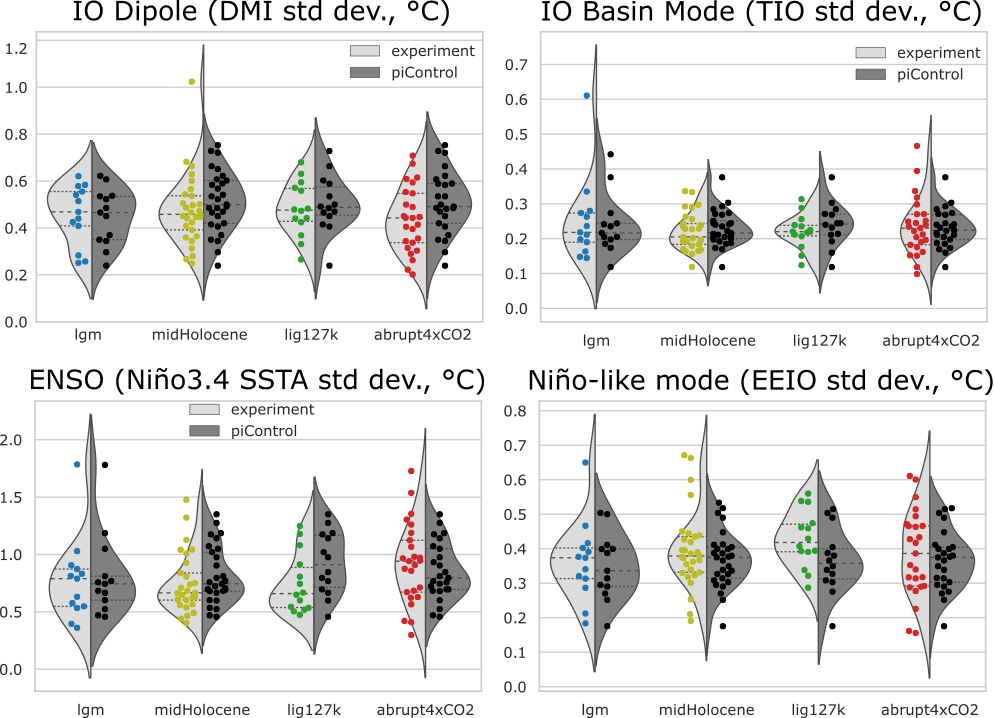 IO Dipole (DMI std dev., °C)
1.2
1.0
0.8
0.6
0.4
0.2
0.0
experiment
piControl
lgm midHolocene lig127k abrupt4xCO2
IO Basin Mode (TIO std dev., °C)
0.7
0.6
0.5
0.4
0.3
0.2
0.1
0.0
experiment
piControl
lgm midHolocene lig127k abrupt4xCO2
ENSO (Niño3.4 SSTA std dev., °C)
2.0
1.5
1.0
0.5
0.0
experiment
piControl
lgm midHolocene lig127k abrupt4xCO2
Niño-like mode (EEIO std dev., °C)
0.8
0.7
0.6
0.5
0.4
0.3
0.2
0.1
0.0
lgm midHolocene lig127k abrupt4xCO2